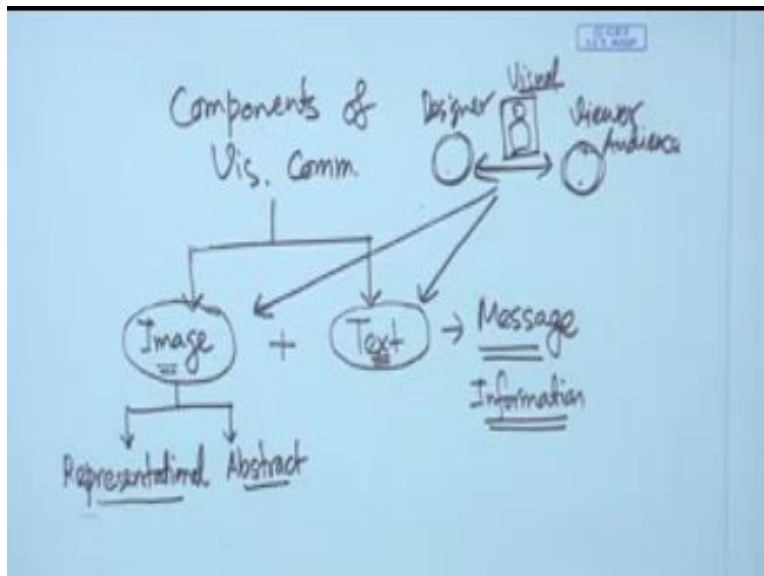 Components of
Vis. Comm.
Designer
Visual
Viewer
Audience
Image + Text → Message
Information
Representational Abstract